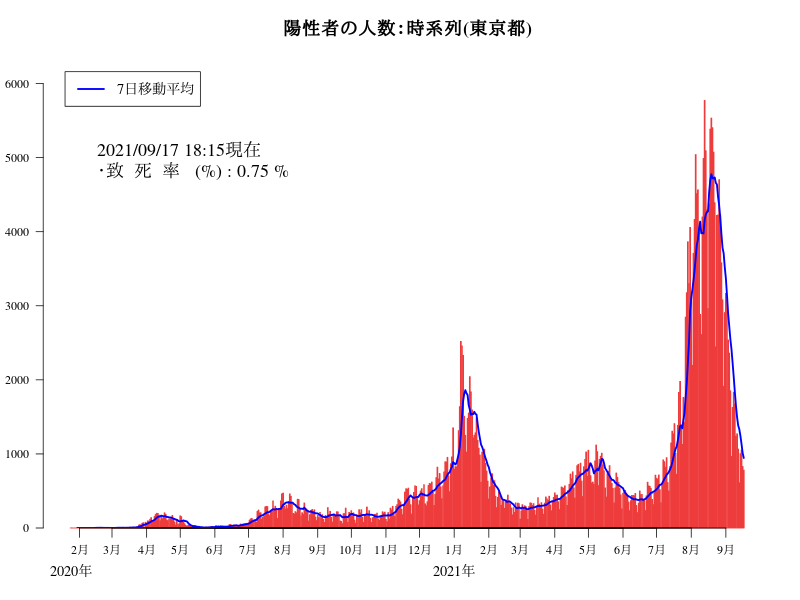 陽性者の人数:時系列(東京都)
7日移動平均
2021/09/17 18:15現在
・致 死 率 (%) : 0.75 %
6000
5000
4000
3000
2000
1000
0
2月 3月 4月 5月 6月 7月 8月 9月 10月 11月 12月 1月 2月 3月 4月 5月 6月 7月 8月 9月
2020年 2021年